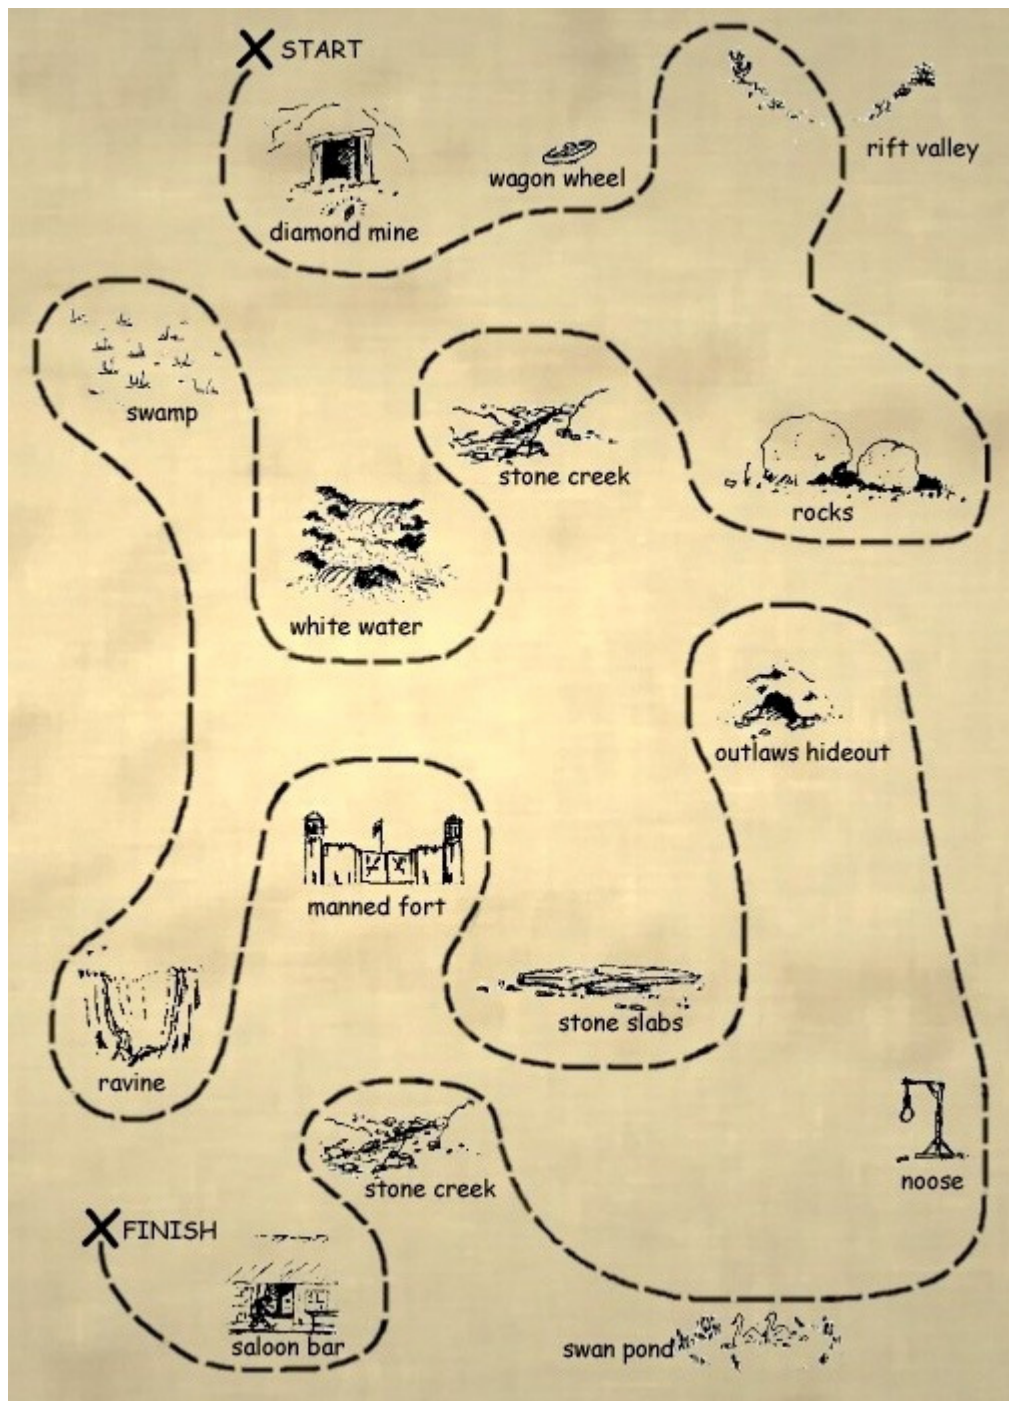 START
rift valley
wagon wheel
diamond mine
swamp
stone creek
rocks
white water
outlaws hideout
manned fort
stone slabs
ravine
noose
stone creek
FINISH
saloon bar
swan pond